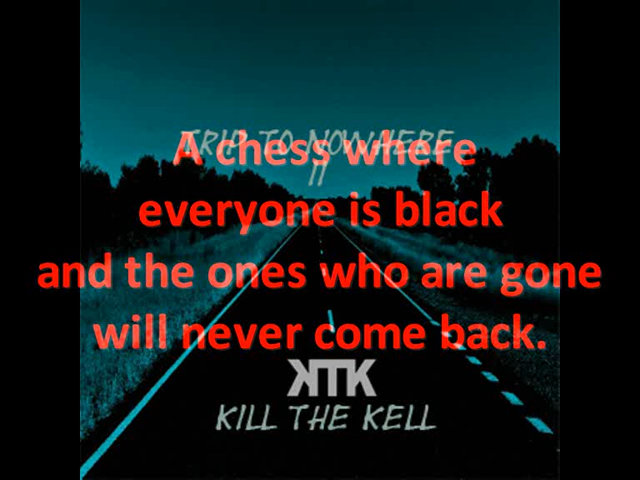 TRIP TO NOWHERE
II
A chess where
everyone is black
and the ones who are gone
will never come back.
KTK
KILL THE KELL